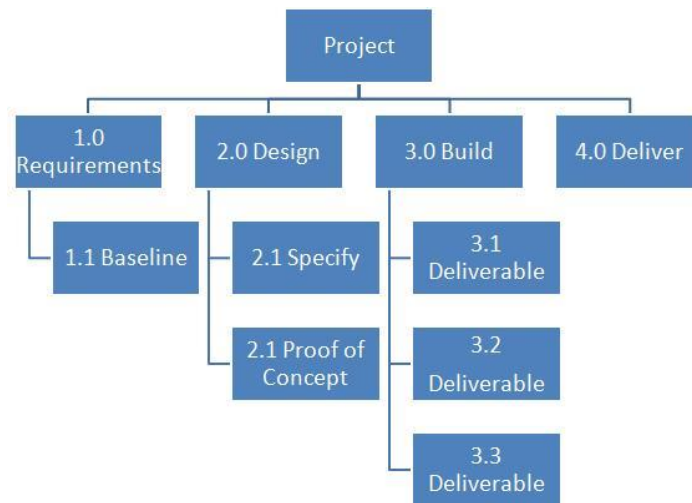 Project
1.0
Requirements
2.0 Design
3.0 Build
4.0 Deliver
1.1 Baseline
2.1 Specify
3.1
Deliverable
2.1 Proof of
Concept
3.2
Deliverable
3.3
Deliverable